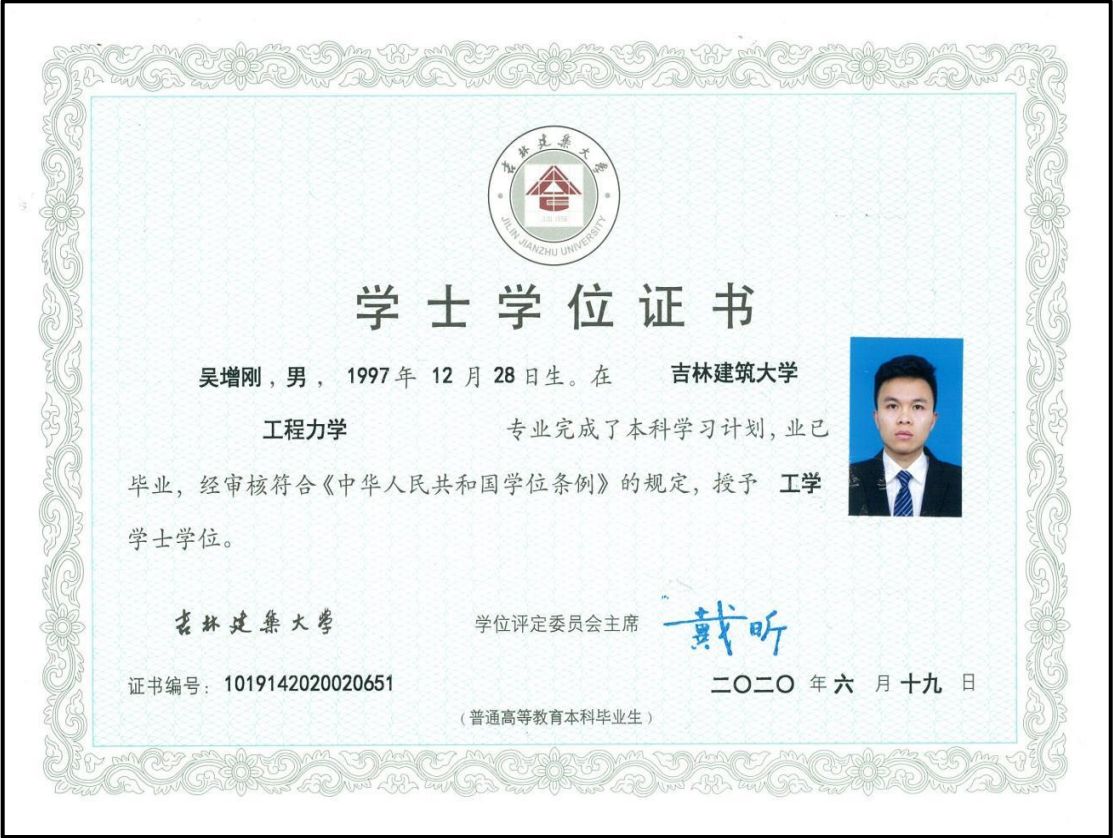 吉林建築大学
JILIN JIANZHU UNIVERSITY
学士学位证书
吴增刚，男， 1997年 12 月 28 日生。在 吉林建筑大学
工程力学 专业完成了本科学习计划，业已
毕业，经审核符合《中华人民共和国学位条例》的规定，授予 工学
学士学位。
吉林建築大學
学位评定委员会主席 戴昕
证书编号：1019142020020651
二〇二〇 年 六 月 十九 日
（普通高等教育本科毕业生）